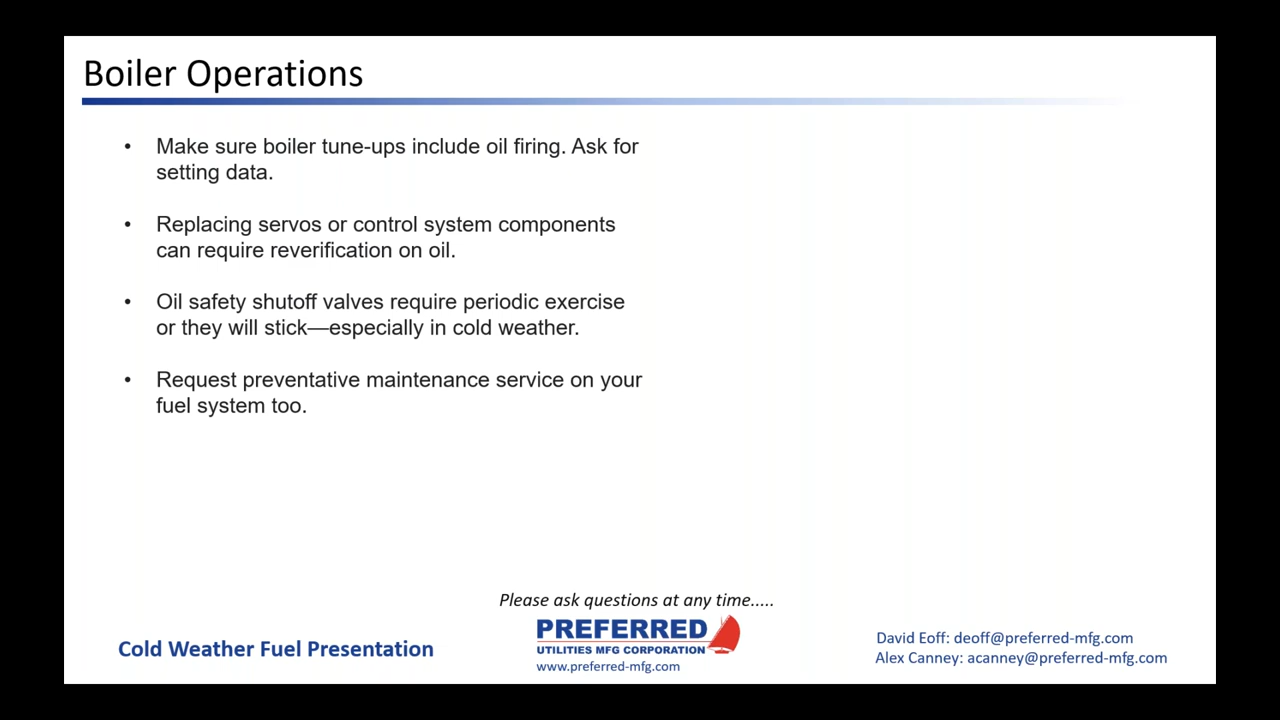 Boiler Operations
• Make sure boiler tune-ups include oil firing. Ask for
setting data.
• Replacing servos or control system components
can require reverification on oil.
• Oil safety shutoff valves require periodic exercise
or they will stick—especially in cold weather.
• Request preventative maintenance service on your
fuel system too.
Please ask questions at any time.....
Cold Weather Fuel Presentation
PREFERRED
UTILITIES MFG CORPORATION
www.preferred-mfg.com
David Eoff: deoff@preferred-mfg.com
Alex Canney: acanney@preferred-mfg.com